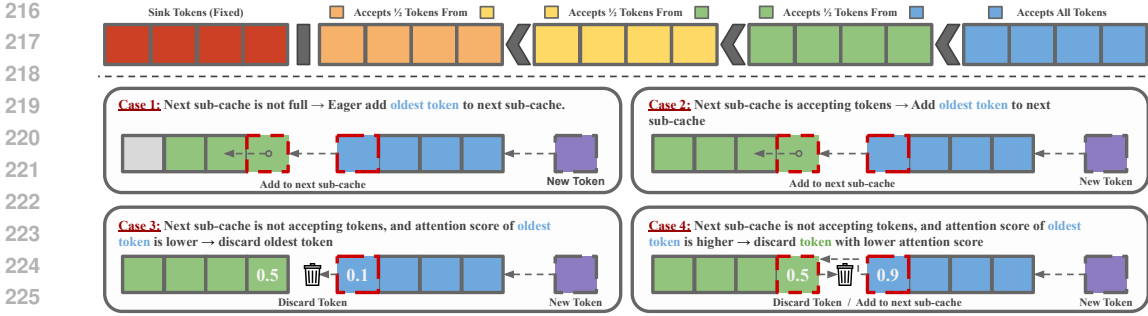 216
217
218
219
220
221
222
223
224
225
Sink Tokens (Fixed)
Accepts ½ Tokens From
Accepts ½ Tokens From
Accepts ½ Tokens From
Accepts All Tokens
Case 1: Next sub-cache is not full → Eager add oldest token to next sub-cache.
Add to next sub-cache
New Token
Case 2: Next sub-cache is accepting tokens → Add oldest token to next
sub-cache
Add to next sub-cache
New Token
Case 3: Next sub-cache is not accepting tokens, and attention score of oldest
token is lower → discard oldest token
0.5
0.1
Discard Token
New Token
Case 4: Next sub-cache is not accepting tokens, and attention score of oldest
token is higher → discard token with lower attention score
0.5
0.9
Discard Token / Add to next sub-cache
New Token